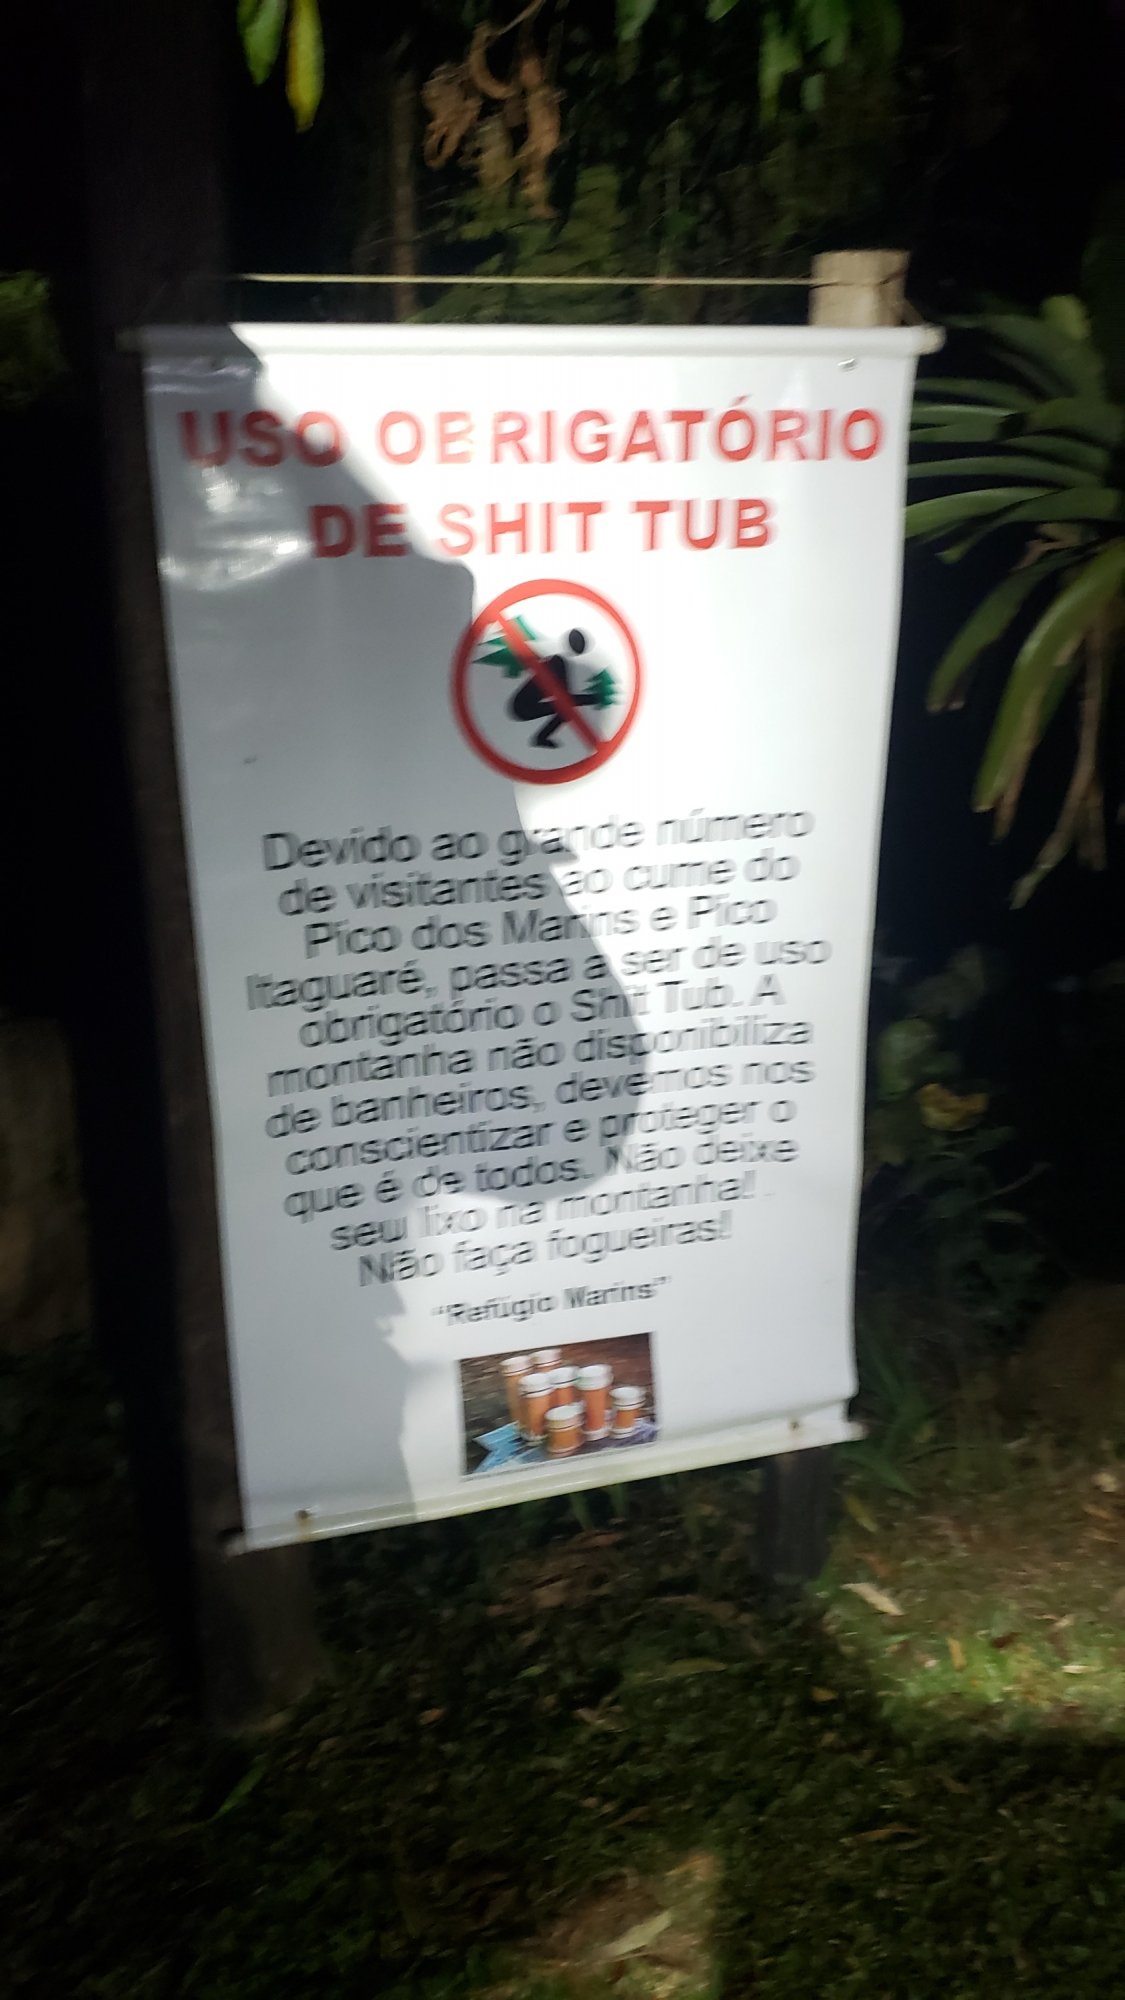 USO OBRIGATÓRIO
DE SHIT TUB
Devido ao grande número
de visitantes ao cume do
Pico dos Marins e Pico
Itaguaré, passa a ser de uso
obrigatório o Shit Tub. A
montanha não disponibiliza
de banheiros, devemos nos
conscientizar e proteger o
que é de todos. Não deixe
seu lixo na montanha!
Não faça fogueiras!
"Refúgio Marins"